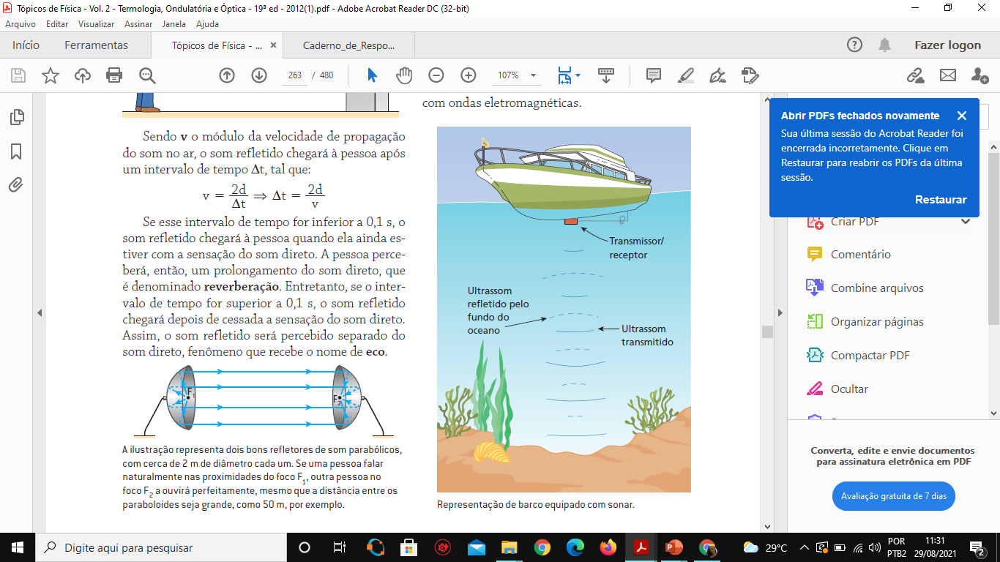 Tópicos de Física - Vol. 2 - Termologia, Ondulatória e Óptica - 19ª ed - 2012(1).pdf - Adobe Acrobat Reader DC (32-bit)
Arquivo Editar Visualizar Assinar Janela Ajuda
Início Ferramentas Tópicos de Física - ... Caderno_de_Respo... Fazer logon
263 / 480 107%
com ondas eletromagnéticas.
Sendo v o módulo da velocidade de propagação
do som no ar, o som refletido chegará à pessoa após
um intervalo de tempo Δt, tal que:
v = 2d/Δt ⇒ Δt = 2d/v
Se esse intervalo de tempo for inferior a 0,1 s, o
som refletido chegará à pessoa quando ela ainda es-
tiver com a sensação do som direto. A pessoa perce-
berá, então, um prolongamento do som direto, que
é denominado reverberação. Entretanto, se o inter-
valo de tempo for superior a 0,1 s, o som refletido
chegará depois de cessada a sensação do som direto.
Assim, o som refletido será percebido separado do
som direto, fenômeno que recebe o nome de eco.
F1
F2
A ilustração representa dois bons refletores de som parabólicos,
com cerca de 2 m de diâmetro cada um. Se uma pessoa falar
naturalmente nas proximidades do foco F1, outra pessoa no
foco F2 a ouvirá perfeitamente, mesmo que a distância entre os
paraboloides seja grande, como 50 m, por exemplo.
Transmissor/
receptor
Ultrassom
refletido pelo
fundo do
oceano
Ultrassom
transmitido
Representação de barco equipado com sonar.
Abrir PDFs fechados novamente
Sua última sessão do Acrobat Reader foi
encerrada incorretamente. Clique em
Restaurar para reabrir os PDFs da última
sessão.
Restaurar
Criar PDF
Comentário
Combine arquivos
Organizar páginas
Compactar PDF
Ocultar
Converta, edite e envie documentos
para assinatura eletrônica em PDF
Avaliação gratuita de 7 dias
Digite aqui para pesquisar
29°C
POR
PTB2
11:31
29/08/2021
2